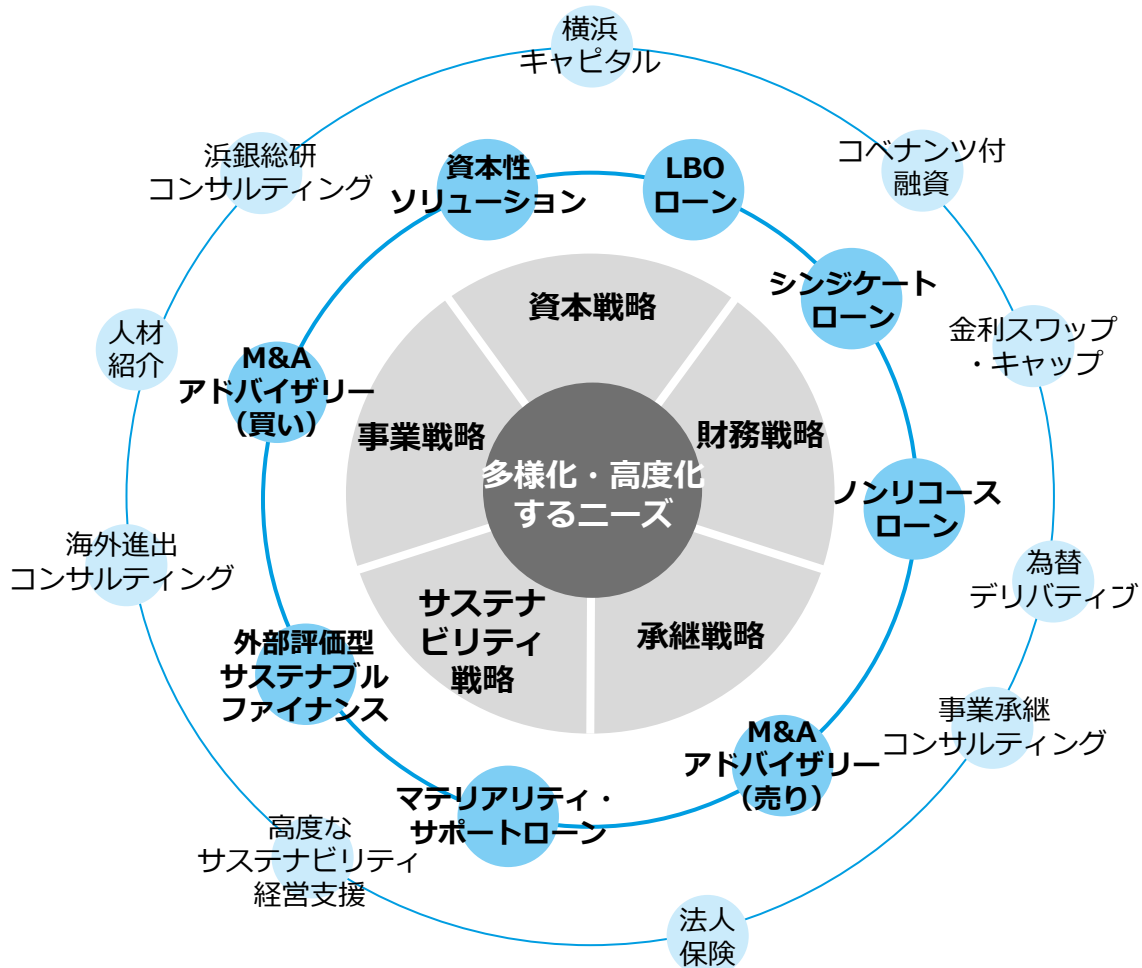 横浜
キャピタル
コベナンツ付
融資
金利スワップ
・キャップ
為替
デリバティブ
事業承継
コンサルティング
法人
保険
高度な
サステナビリティ
経営支援
海外進出
コンサルティング
人材
紹介
浜銀総研
コンサルティング
資本性
ソリューション
LBO
ローン
シンジケート
ローン
ノンリコース
ローン
M&A
アドバイザリー
（売り）
マテリアリティ・
サポートローン
外部評価型
サステナブル
ファイナンス
M&A
アドバイザリー
（買い）
資本戦略
財務戦略
承継戦略
サステナ
ビリティ
戦略
事業戦略
多様化・高度化
するニーズ